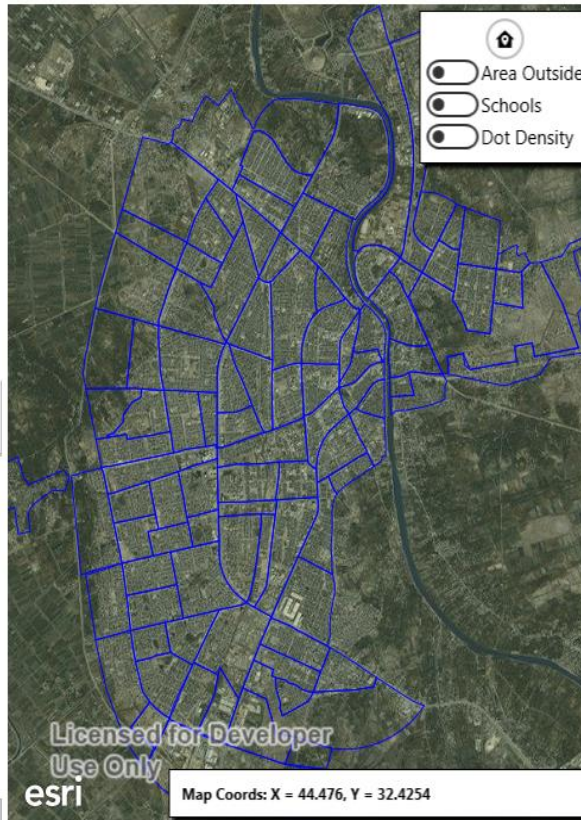 Area Outside
Schools
Dot Density
Licensed for Developer
Use Only
esri
Map Coords: X = 44.476, Y = 32.4254